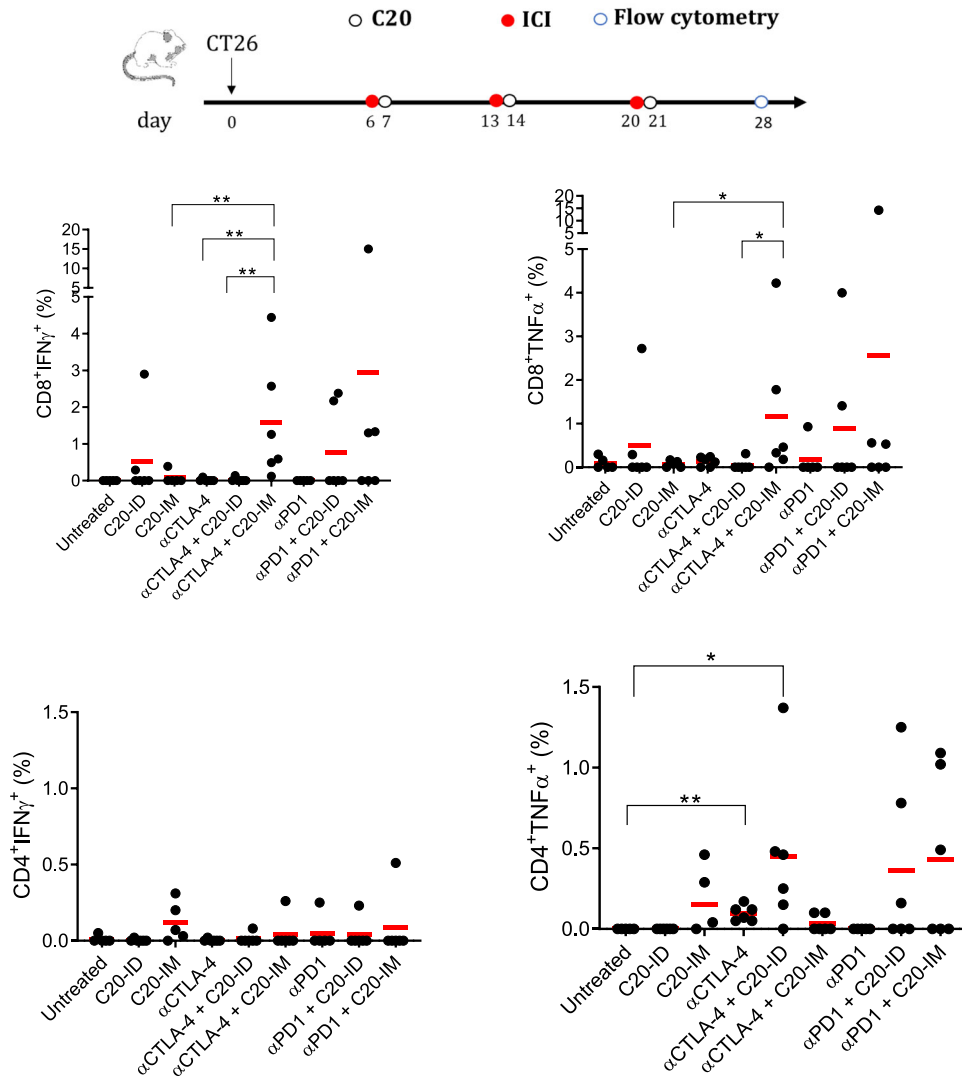 C20 ICI Flow cytometry
CT26
day 0 6 7 13 14 20 21 28
**
**
**
CD8⁺IFNγ⁺ (%)
20
15
10
5
5
4
3
2
1
0
Untreated
C20-ID
C20-IM
αCTLA-4
αCTLA-4 + C20-ID
αCTLA-4 + C20-IM
αPD1
αPD1 + C20-ID
αPD1 + C20-IM
*
*
CD8⁺TNFα⁺ (%)
20
15
10
5
5
4
3
2
1
0
Untreated
C20-ID
C20-IM
αCTLA-4
αCTLA-4 + C20-ID
αCTLA-4 + C20-IM
αPD1
αPD1 + C20-ID
αPD1 + C20-IM
CD4⁺IFNγ⁺ (%)
1.5
1.0
0.5
0.0
Untreated
C20-ID
C20-IM
αCTLA-4
αCTLA-4 + C20-ID
αCTLA-4 + C20-IM
αPD1
αPD1 + C20-ID
αPD1 + C20-IM
*
**
CD4⁺TNFα⁺ (%)
1.5
1.0
0.5
0.0
Untreated
C20-ID
C20-IM
αCTLA-4
αCTLA-4 + C20-ID
αCTLA-4 + C20-IM
αPD1
αPD1 + C20-ID
αPD1 + C20-IM